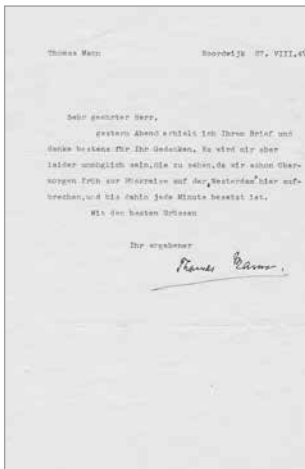 Thomas Mann Noordwijk 27. VIII.47
Sehr geehrter Herr,
gestern Abend erhielt ich Ihren Brief und
danke bestens für Ihr Gedenken. Es wird mir aber
leider unmöglich sein, die zu sehen, da wir schon Über-
morgen früh zur Rückreise auf der „Westerdam" hier auf-
brechen, und bis dahin jede Minute besetzt ist.
Mit den besten Grüssen
Ihr ergebener
Thomas Mann.